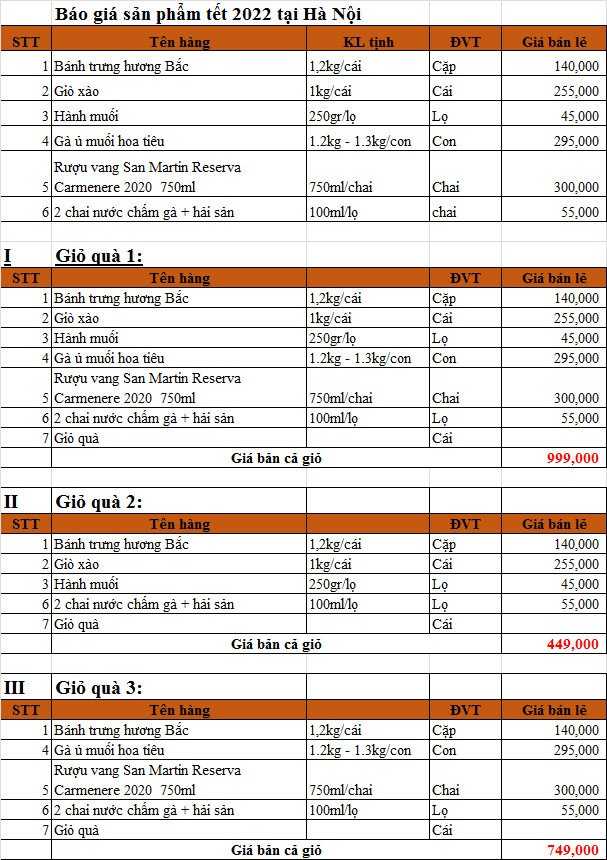 Báo giá sản phẩm tết 2022 tại Hà Nội
STT Tên hàng KL tịnh ĐVT Giá bán lẻ
1 Bánh trưng hương Bắc 1,2kg/cái Cặp 140,000
2 Giò xào 1kg/cái Cái 255,000
3 Hành muối 250gr/lọ Lọ 45,000
4 Gà ủ muối hoa tiêu 1.2kg - 1.3kg/con Con 295,000
Rượu vang San Martin Reserva
5 Carmenere 2020 750ml 750ml/chai Chai 300,000
6 2 chai nước chấm gà + hải sản 100ml/lọ chai 55,000
I Giỏ quà 1:
STT Tên hàng ĐVT Giá bán lẻ
1 Bánh trưng hương Bắc 1,2kg/cái Cặp 140,000
2 Giò xào 1kg/cái Cái 255,000
3 Hành muối 250gr/lọ Lọ 45,000
4 Gà ủ muối hoa tiêu 1.2kg - 1.3kg/con Con 295,000
Rượu vang San Martin Reserva
5 Carmenere 2020 750ml 750ml/chai Chai 300,000
6 2 chai nước chấm gà + hải sản 100ml/lọ Lọ 55,000
7 Giỏ quà Cái
Giá bán cả giỏ 999,000
II Giỏ quà 2:
STT Tên hàng ĐVT Giá bán lẻ
1 Bánh trưng hương Bắc 1,2kg/cái Cặp 140,000
2 Giò xào 1kg/cái Cái 255,000
3 Hành muối 250gr/lọ Lọ 45,000
6 2 chai nước chấm gà + hải sản 100ml/lọ Lọ 55,000
7 Giỏ quà Cái
Giá bán cả giỏ 449,000
III Giỏ quà 3:
STT Tên hàng ĐVT Giá bán lẻ
1 Bánh trưng hương Bắc 1,2kg/cái Cặp 140,000
4 Gà ủ muối hoa tiêu 1.2kg - 1.3kg/con Con 295,000
Rượu vang San Martin Reserva
5 Carmenere 2020 750ml 750ml/chai Chai 300,000
6 2 chai nước chấm gà + hải sản 100ml/lọ Lọ 55,000
7 Giỏ quà Cái
Giá bán cả giỏ 749,000